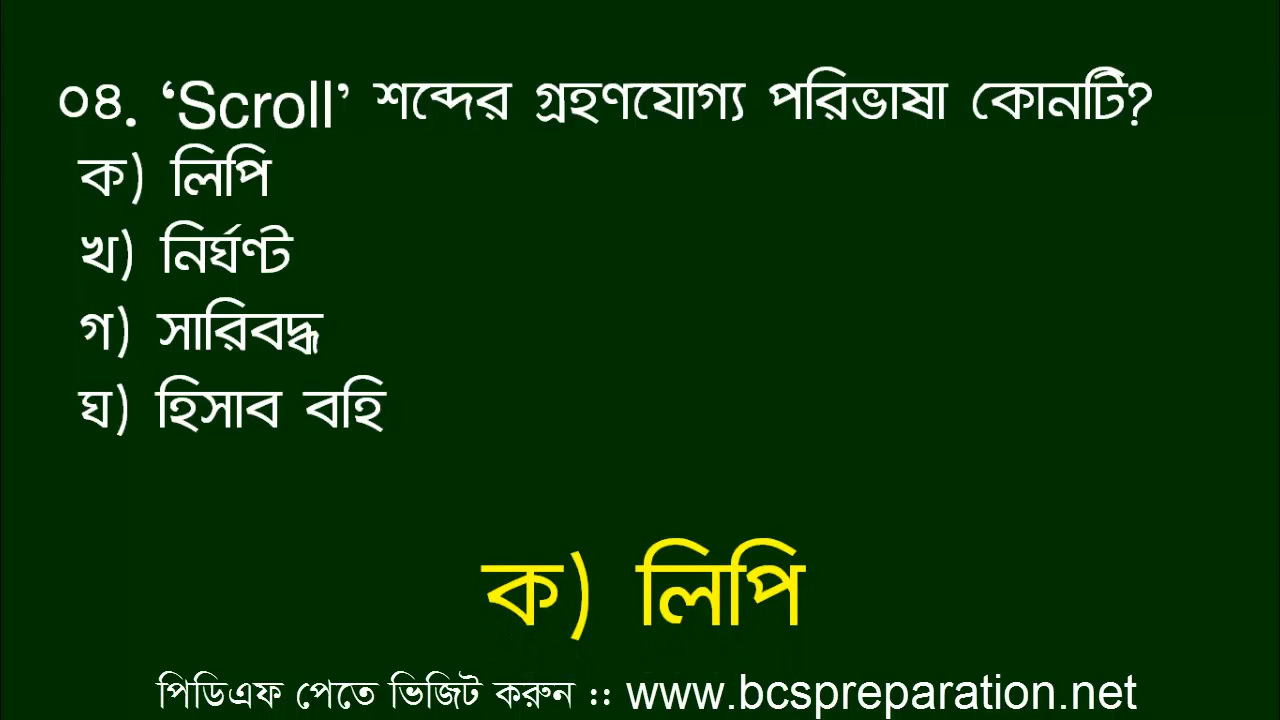 ০৪. ‘Scroll’ শব্দের গ্রহণযোগ্য পরিভাষা কোনটি?
ক) লিপি
খ) নির্ঘণ্ট
গ) সারিবদ্ধ
ঘ) হিসাব বহি
ক) লিপি
পিডিএফ পেতে ভিজিট করুন :: www.bcspreparation.net